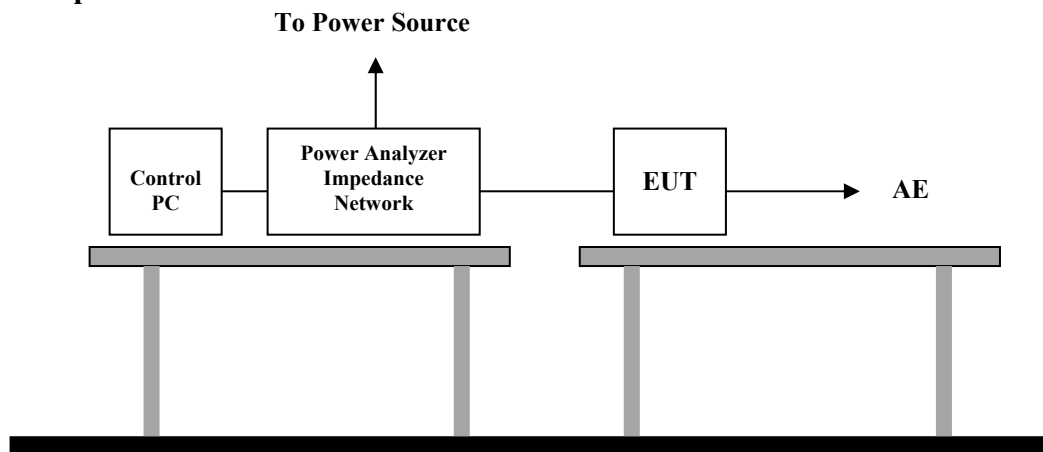 To Power Source
Control
PC
Power Analyzer
Impedance
Network
EUT
AE